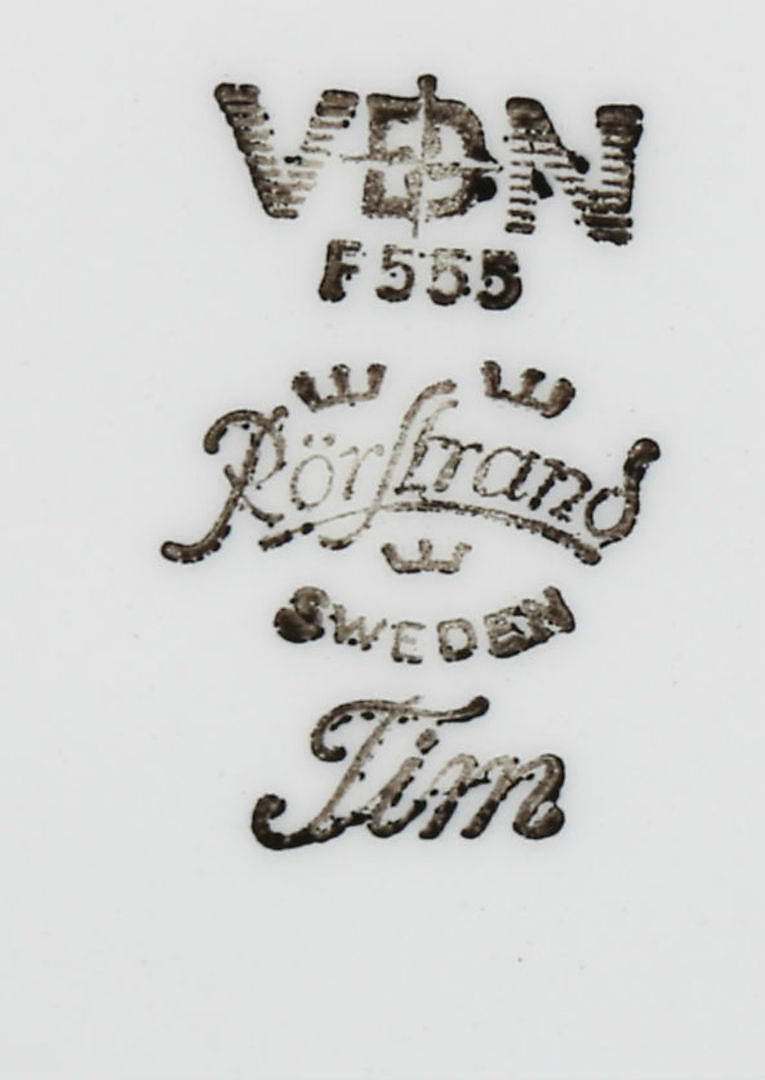 VDN
F555
Rörstrand
SWEDEN
Tim